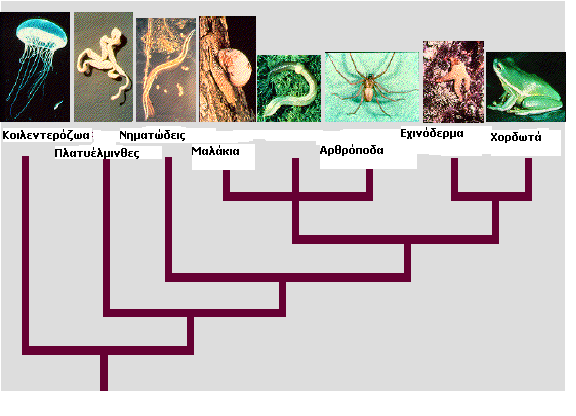 Κοιλεντερόζωα
Πλατυέλμινθες
Νηματώδεις
Μαλάκια
Αρθρόποδα
Εχινόδερμα
Χορδωτά